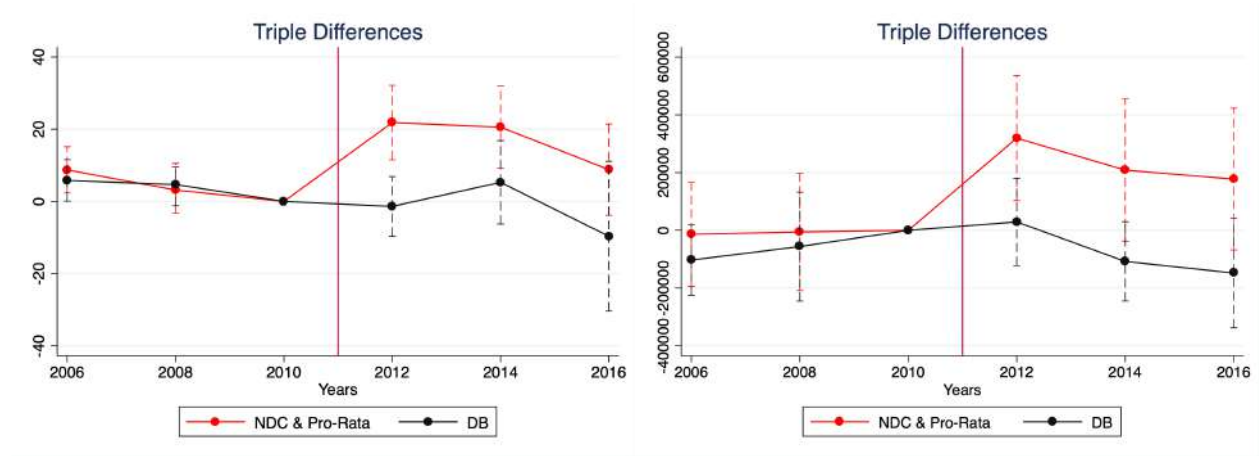 Triple Differences
40
20
0
-20
-40
2006 2008 2010 2012 2014 2016
Years
NDC & Pro-Rata DB
Triple Differences
600000
400000
200000
0
-200000
-400000
2006 2008 2010 2012 2014 2016
Years
NDC & Pro-Rata DB